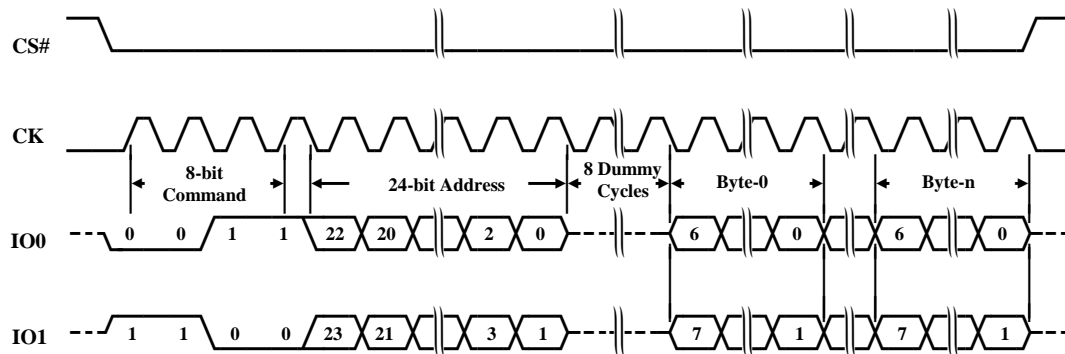 CS#
CK
8-bit
Command
24-bit Address
8 Dummy
Cycles
Byte-0
Byte-n
IO0 0 0 1 1 22 20 2 0 6 0 6 0
IO1 1 1 0 0 23 21 3 1 7 1 7 1